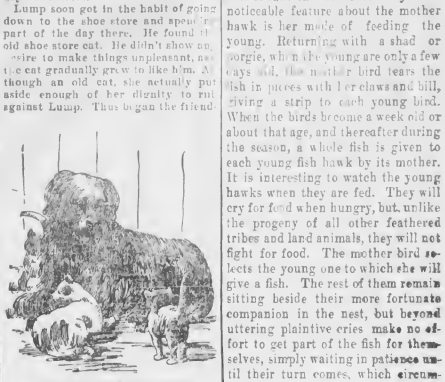 Lump soon got in the habit of going
down to the shoe store and
part of the day there. He found
old shoe store cat. He didn't show
to make things unpleasant,
cat gradually grew to like him.
though an old cat, she actually put
aside enough of her dignity to rub
against Lump. Thus began the friend-
noticeable feature about the mother
hawk is her mode of feeding the
young. Returning with a shad or
porgie, when the young are only a few
days old, the mother bird tears the
fish in pieces with her claws and bill,
giving a strip to each young bird.
When the birds become a week old or
about that age, and thereafter during
the season, a whole fish is given to
each young fish hawk by its mother.
It is interesting to watch the young
hawks when they are fed. They will
cry for food when hungry, but, unlike
the progeny of all other feathered
tribes and land animals, they will not
fight for food. The mother bird se-
lects the young one to which she will
give a fish. The rest of them remain
sitting beside their more fortunate
companion in the nest, but beyond
uttering plaintive cries make no ef-
fort to get part of the fish for them-
selves, simply waiting in patience un-
til their turn comes, which circum-